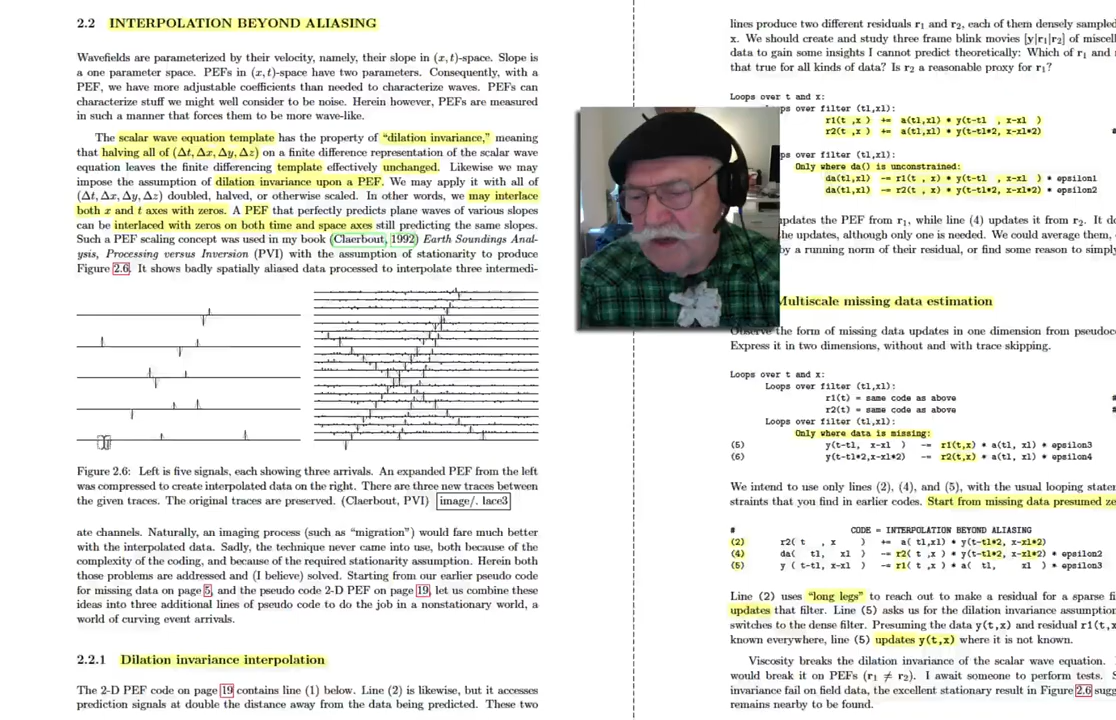 2.2 INTERPOLATION BEYOND ALIASING
Wavefields are parameterized by their velocity, namely, their slope in (x, t)-space. Slope is
a one parameter space. PEFs in (x, t)-space have two parameters. Consequently, with a
PEF, we have more adjustable coefficients than needed to characterize waves. PEFs can
characterize stuff we might well consider to be noise. Herein however, PEFs are measured
in such a manner that forces them to be more wave-like.
The scalar wave equation template has the property of “dilation invariance,” meaning
that halving all of (Δt, Δx, Δy, Δz) on a finite difference representation of the scalar wave
equation leaves the finite differencing template effectively unchanged. Likewise we may
impose the assumption of dilation invariance upon a PEF. We may apply it with all of
(Δt, Δx, Δy, Δz) doubled, halved, or otherwise scaled. In other words, we may interlace
both x and t axes with zeros. A PEF that perfectly predicts plane waves of various slopes
can be interlaced with zeros on both time and space axes still predicting the same slopes.
Such a PEF scaling concept was used in my book (Claerbout, 1992) Earth Soundings Anal-
ysis, Processing versus Inversion (PVI) with the assumption of stationarity to produce
Figure 2.6. It shows badly spatially aliased data processed to interpolate three intermedi-
Figure 2.6: Left is five signals, each showing three arrivals. An expanded PEF from the left
was compressed to create interpolated data on the right. There are three new traces between
the given traces. The original traces are preserved. (Claerbout, PVI) image/. lace3
ate channels. Naturally, an imaging process (such as “migration”) would fare much better
with the interpolated data. Sadly, the technique never came into use, both because of the
complexity of the coding, and because of the required stationarity assumption. Herein both
those problems are addressed and (I believe) solved. Starting from our earlier pseudo code
for missing data on page 5, and the pseudo code 2-D PEF on page 19, let us combine these
ideas into three additional lines of pseudo code to do the job in a nonstationary world, a
world of curving event arrivals.
2.2.1 Dilation invariance interpolation
The 2-D PEF code on page 19 contains line (1) below. Line (2) is likewise, but it accesses
prediction signals at double the distance away from the data being predicted. These two
lines produce two different residuals r1 and r2, each of them densely sampled
x. We should create and study three frame blink movies [y|r1|r2] of miscell
data to gain some insights I cannot predict theoretically: Which of r1 and
that true for all kinds of data? Is r2 a reasonable proxy for r1?
Loops over t and x:
oops over filter (tl,xl):
r1(t ,x ) += a(tl,xl) * y(t-tl , x-xl )
r2(t ,x ) += a(tl,xl) * y(t-tl*2, x-xl*2) #
ps over filter (tl,xl):
Only where da() is unconstrained:
da(tl,xl) -= r1(t , x) * y(t-tl , x-xl ) * epsilon1
da(tl,xl) -= r2(t , x) * y(t-tl*2, x-xl*2) * epsilon2
updates the PEF from r1, while line (4) updates it from r2. It do
he updates, although only one is needed. We could average them,
by a running norm of their residual, or find some reason to simply
Multiscale missing data estimation
Observe the form of missing data updates in one dimension from pseudoco
Express it in two dimensions, without and with trace skipping.
Loops over t and x:
Loops over filter (tl,xl):
r1(t) = same code as above #
r2(t) = same code as above #
Loops over filter (tl,xl):
Only where data is missing:
(5) y(t-tl, x-xl ) -= r1(t,x) * a(tl, xl) * epsilon3
(6) y(t-tl*2,x-xl*2) -= r2(t,x) * a(tl, xl) * epsilon4
We intend to use only lines (2), (4), and (5), with the usual looping state
straints that you find in earlier codes. Start from missing data presumed ze
# CODE = INTERPOLATION BEYOND ALIASING
(2) r2( t , x ) += a( tl,xl) * y(t-tl*2, x-xl*2)
(4) da( tl, xl ) -= r2( t ,x ) * y(t-tl*2, x-xl*2) * epsilon2
(5) y ( t-tl, x-xl ) -= r1( t ,x ) * a( tl, xl ) * epsilon3
Line (2) uses “long legs” to reach out to make a residual for a sparse fi
updates that filter. Line (5) asks us for the dilation invariance assumption
switches to the dense filter. Presuming the data y(t,x) and residual r1(t,x
known everywhere, line (5) updates y(t,x) where it is not known.
Viscosity breaks the dilation invariance of the scalar wave equation.
would break it on PEFs (r1 ≠ r2). I await someone to perform tests. S
invariance fail on field data, the excellent stationary result in Figure 2.6 sugg
remains nearby to be found.